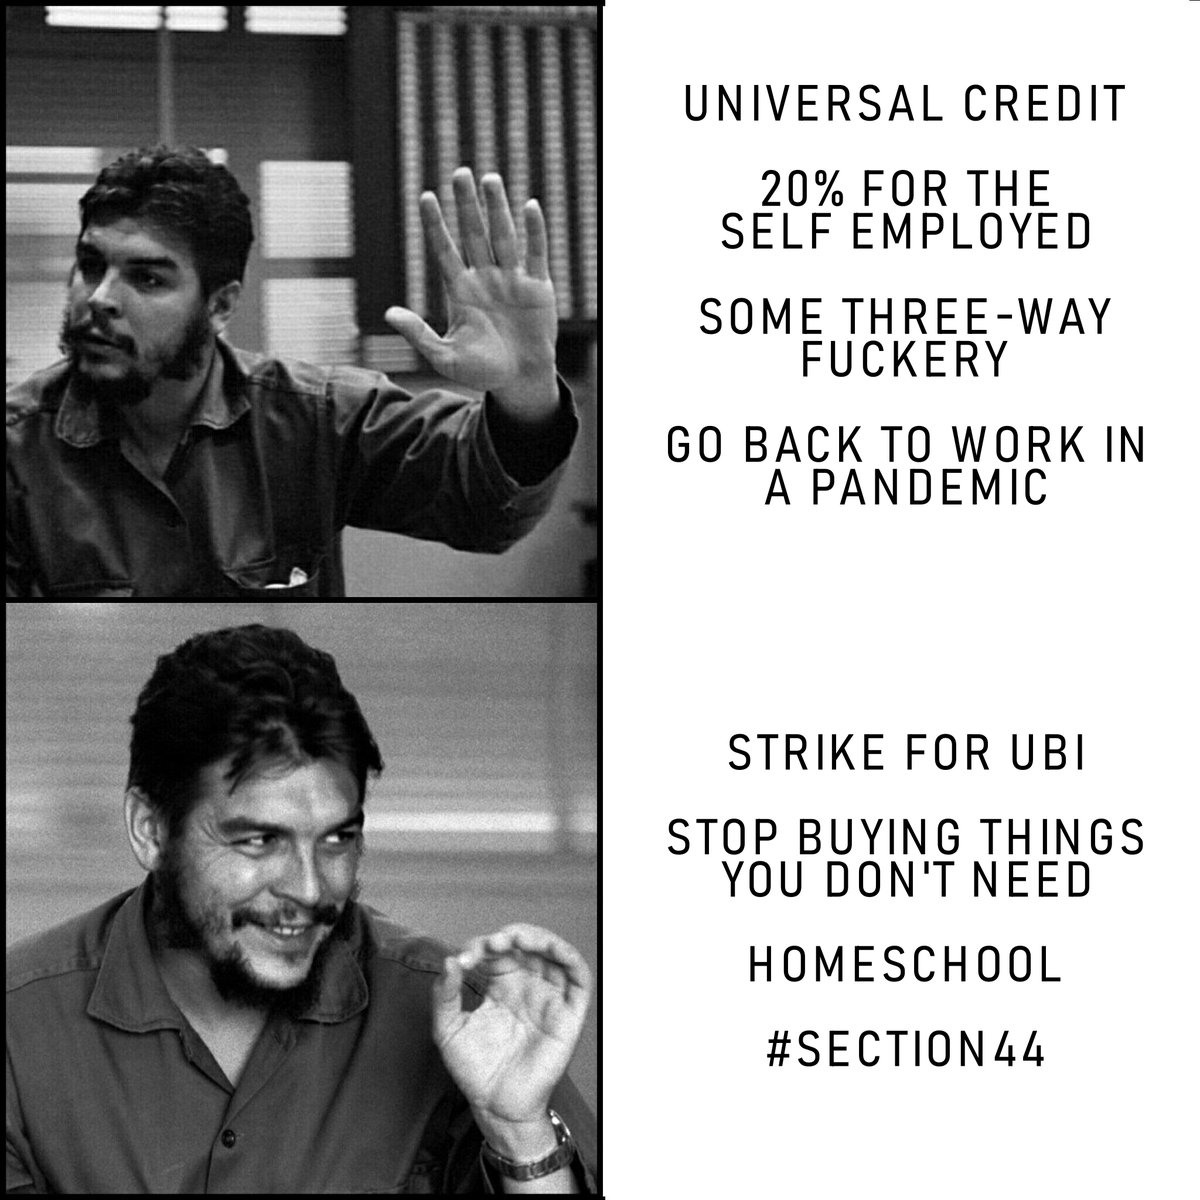 UNIVERSAL CREDIT
20% FOR THE
SELF EMPLOYED
SOME THREE-WAY
FUCKERY
GO BACK TO WORK IN
A PANDEMIC
STRIKE FOR UBI
STOP BUYING THINGS
YOU DON'T NEED
HOMESCHOOL
#SECTION44